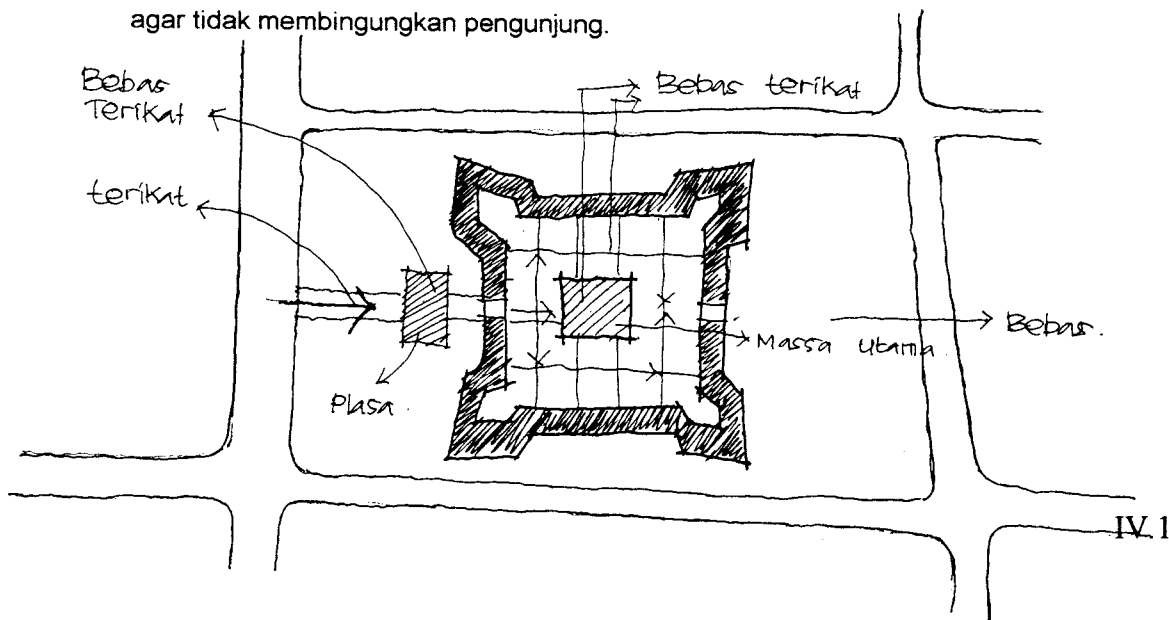 agar tidak membingungkan pengunjung.
Bebas
Terikat
Bebas terikat
terikat
Bebas.
Massa Utama
Plasa.
IV.1